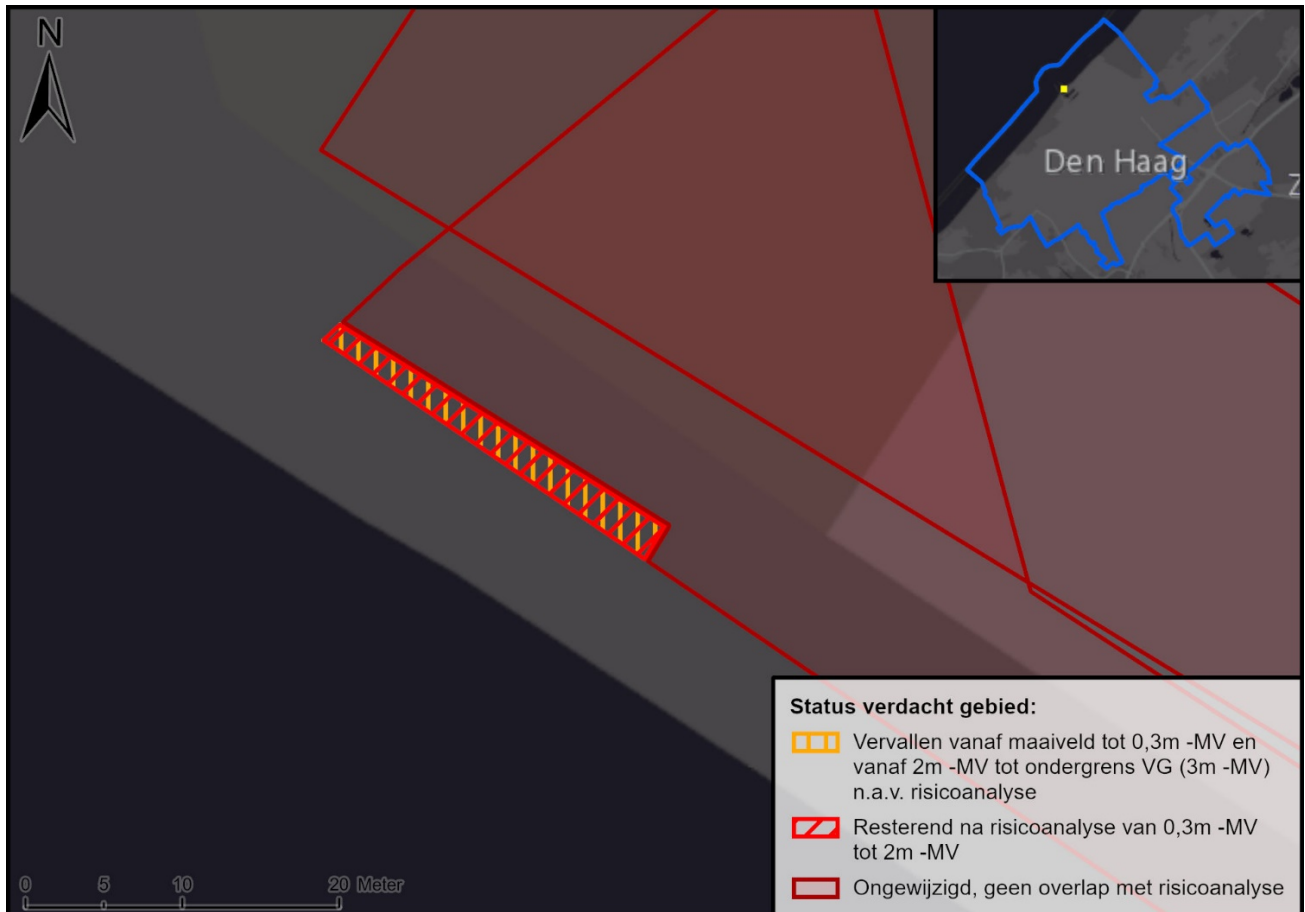 N
Den Haag
Z
Status verdacht gebied:
Vervallen vanaf maaiveld tot 0,3m -MV en
vanaf 2m -MV tot ondergrens VG (3m -MV)
n.a.v. risicoanalyse
Resterend na risicoanalyse van 0,3m -MV
tot 2m -MV
Ongewijzigd, geen overlap met risicoanalyse
0 5 10 20 Meter